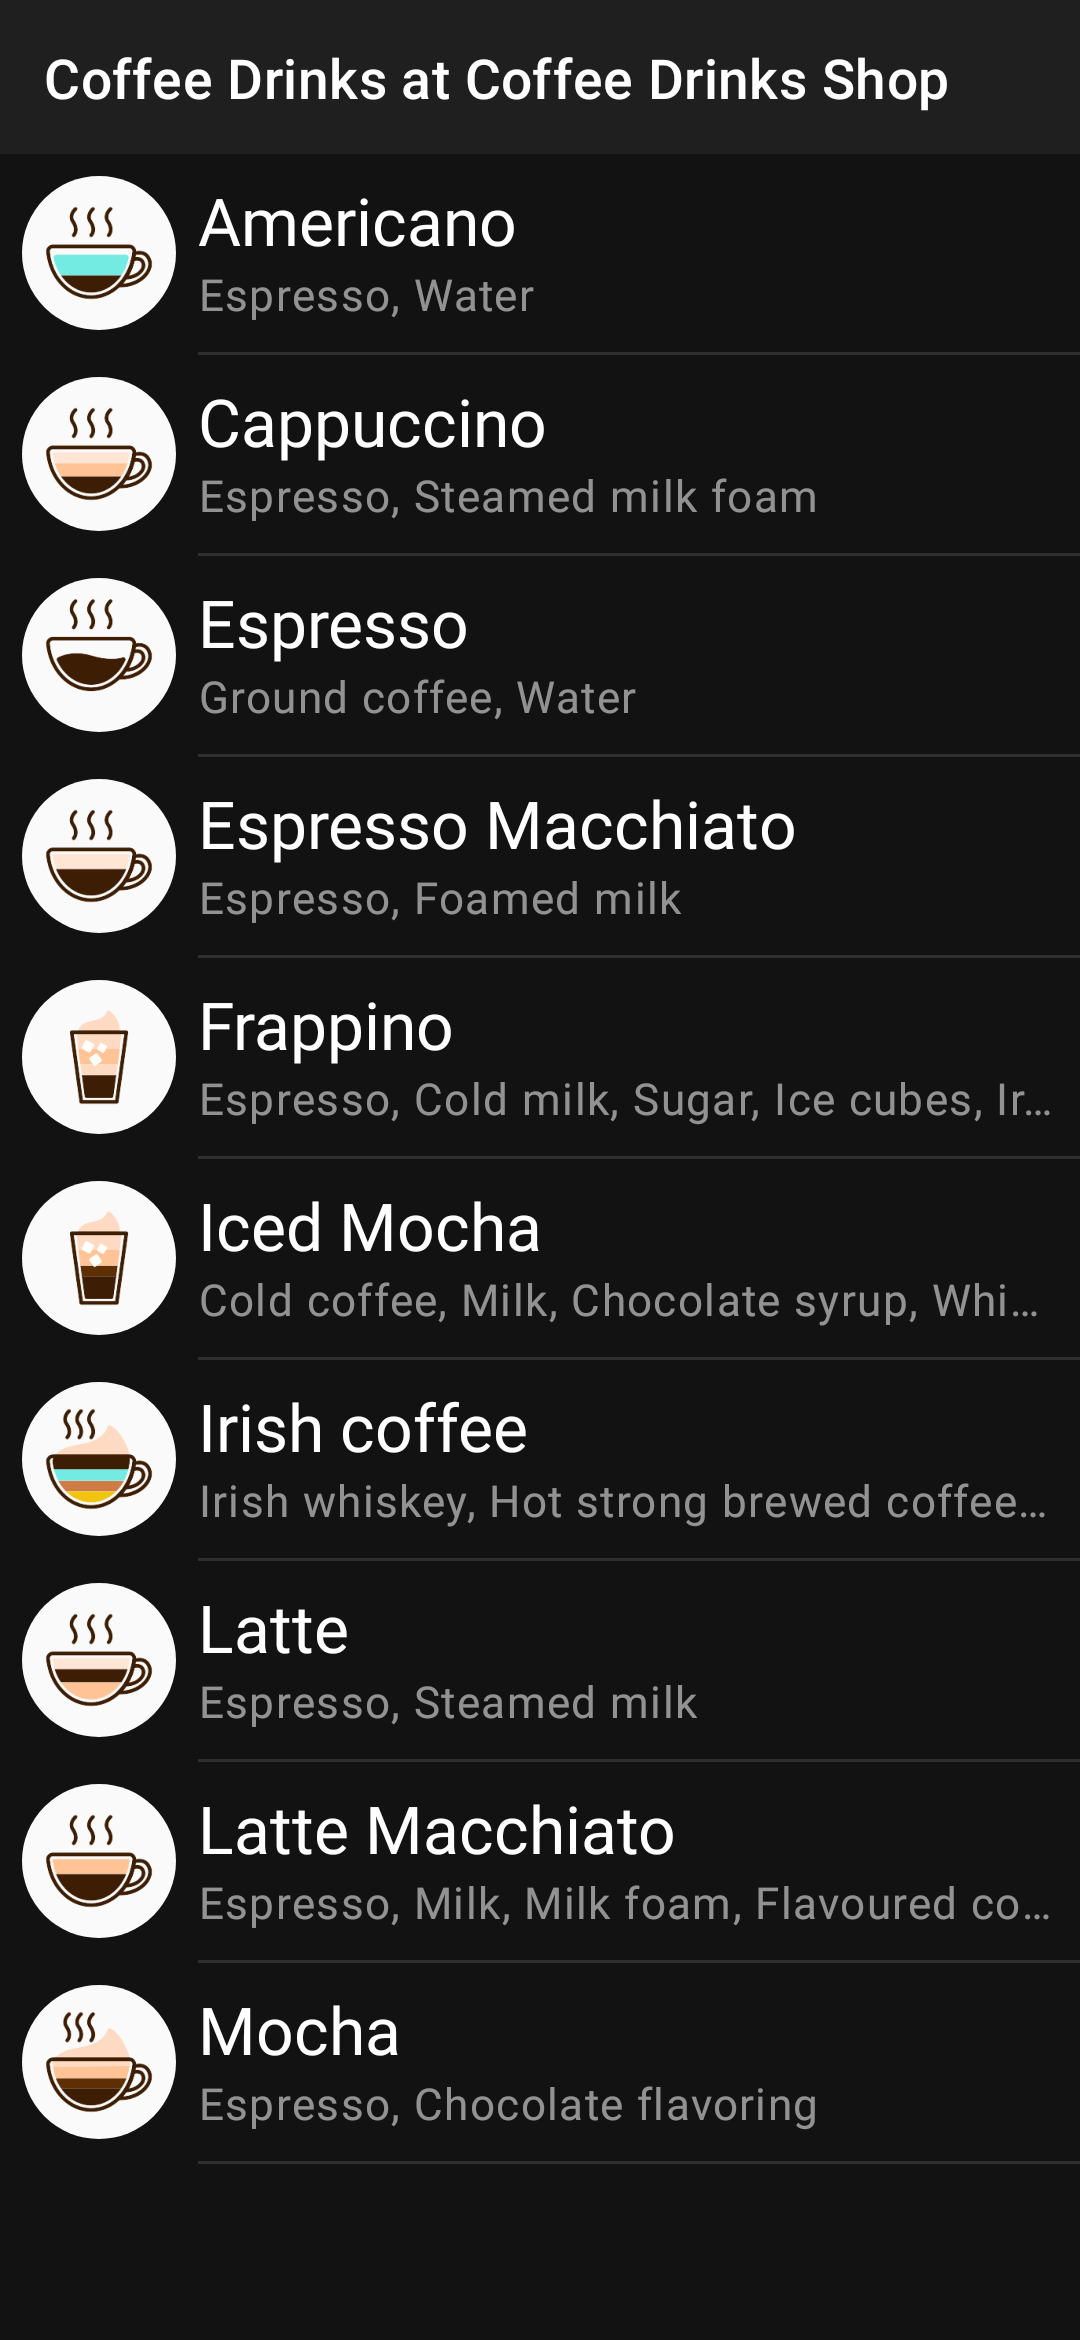 Coffee Drinks at Coffee Drinks Shop
Americano
Espresso, Water
Cappuccino
Espresso, Steamed milk foam
Espresso
Ground coffee, Water
Espresso Macchiato
Espresso, Foamed milk
Frappino
Espresso, Cold milk, Sugar, Ice cubes, Ir...
Iced Mocha
Cold coffee, Milk, Chocolate syrup, Whi...
Irish coffee
Irish whiskey, Hot strong brewed coffee...
Latte
Espresso, Steamed milk
Latte Macchiato
Espresso, Milk, Milk foam, Flavoured co...
Mocha
Espresso, Chocolate flavoring